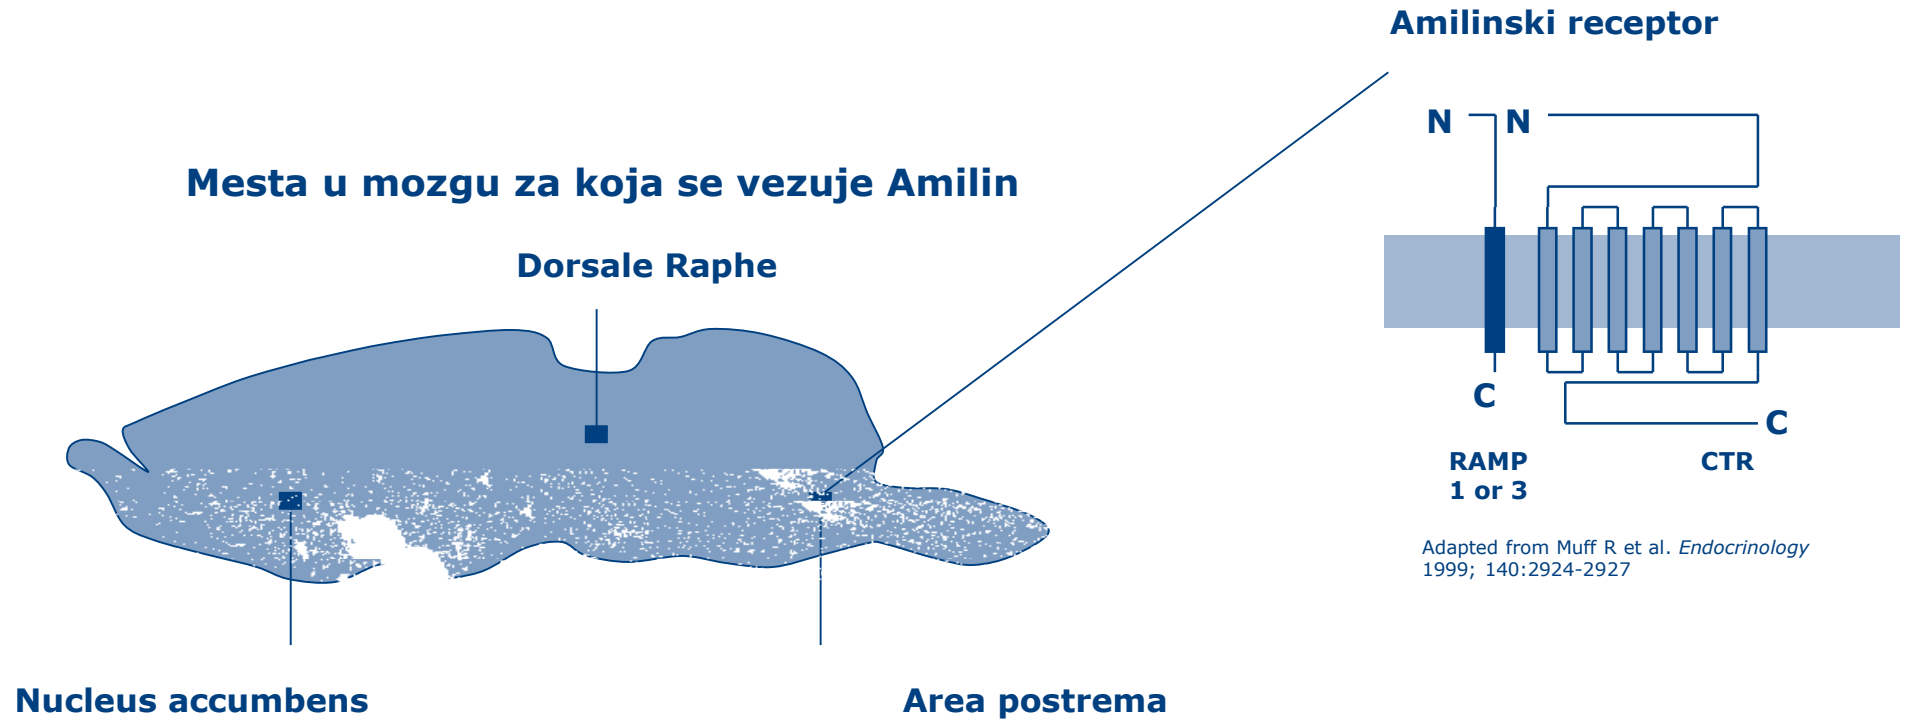 Amilinski receptor
N N
Mesta u mozgu za koja se vezuje Amilin
Dorsale Raphe
C
C
RAMP
1 or 3
CTR
Adapted from Muff R et al. Endocrinology
1999; 140:2924-2927
Nucleus accumbens
Area postrema